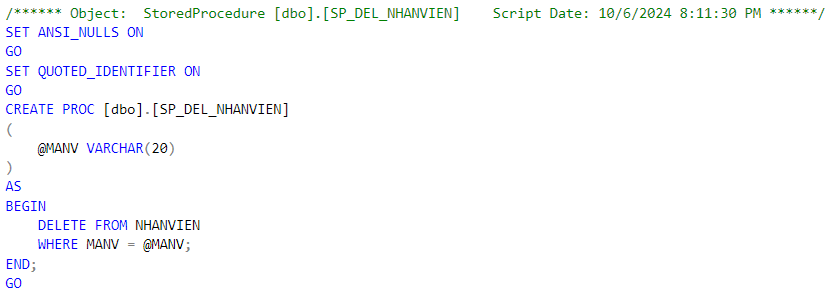 /****** Object:  StoredProcedure [dbo].[SP_DEL_NHANVIEN]    Script Date: 10/6/2024 8:11:30 PM ******/
SET ANSI_NULLS ON
GO
SET QUOTED_IDENTIFIER ON
GO
CREATE PROC [dbo].[SP_DEL_NHANVIEN]
(
    @MANV VARCHAR(20)
)
AS
BEGIN
    DELETE FROM NHANVIEN
    WHERE MANV = @MANV;
END;
GO